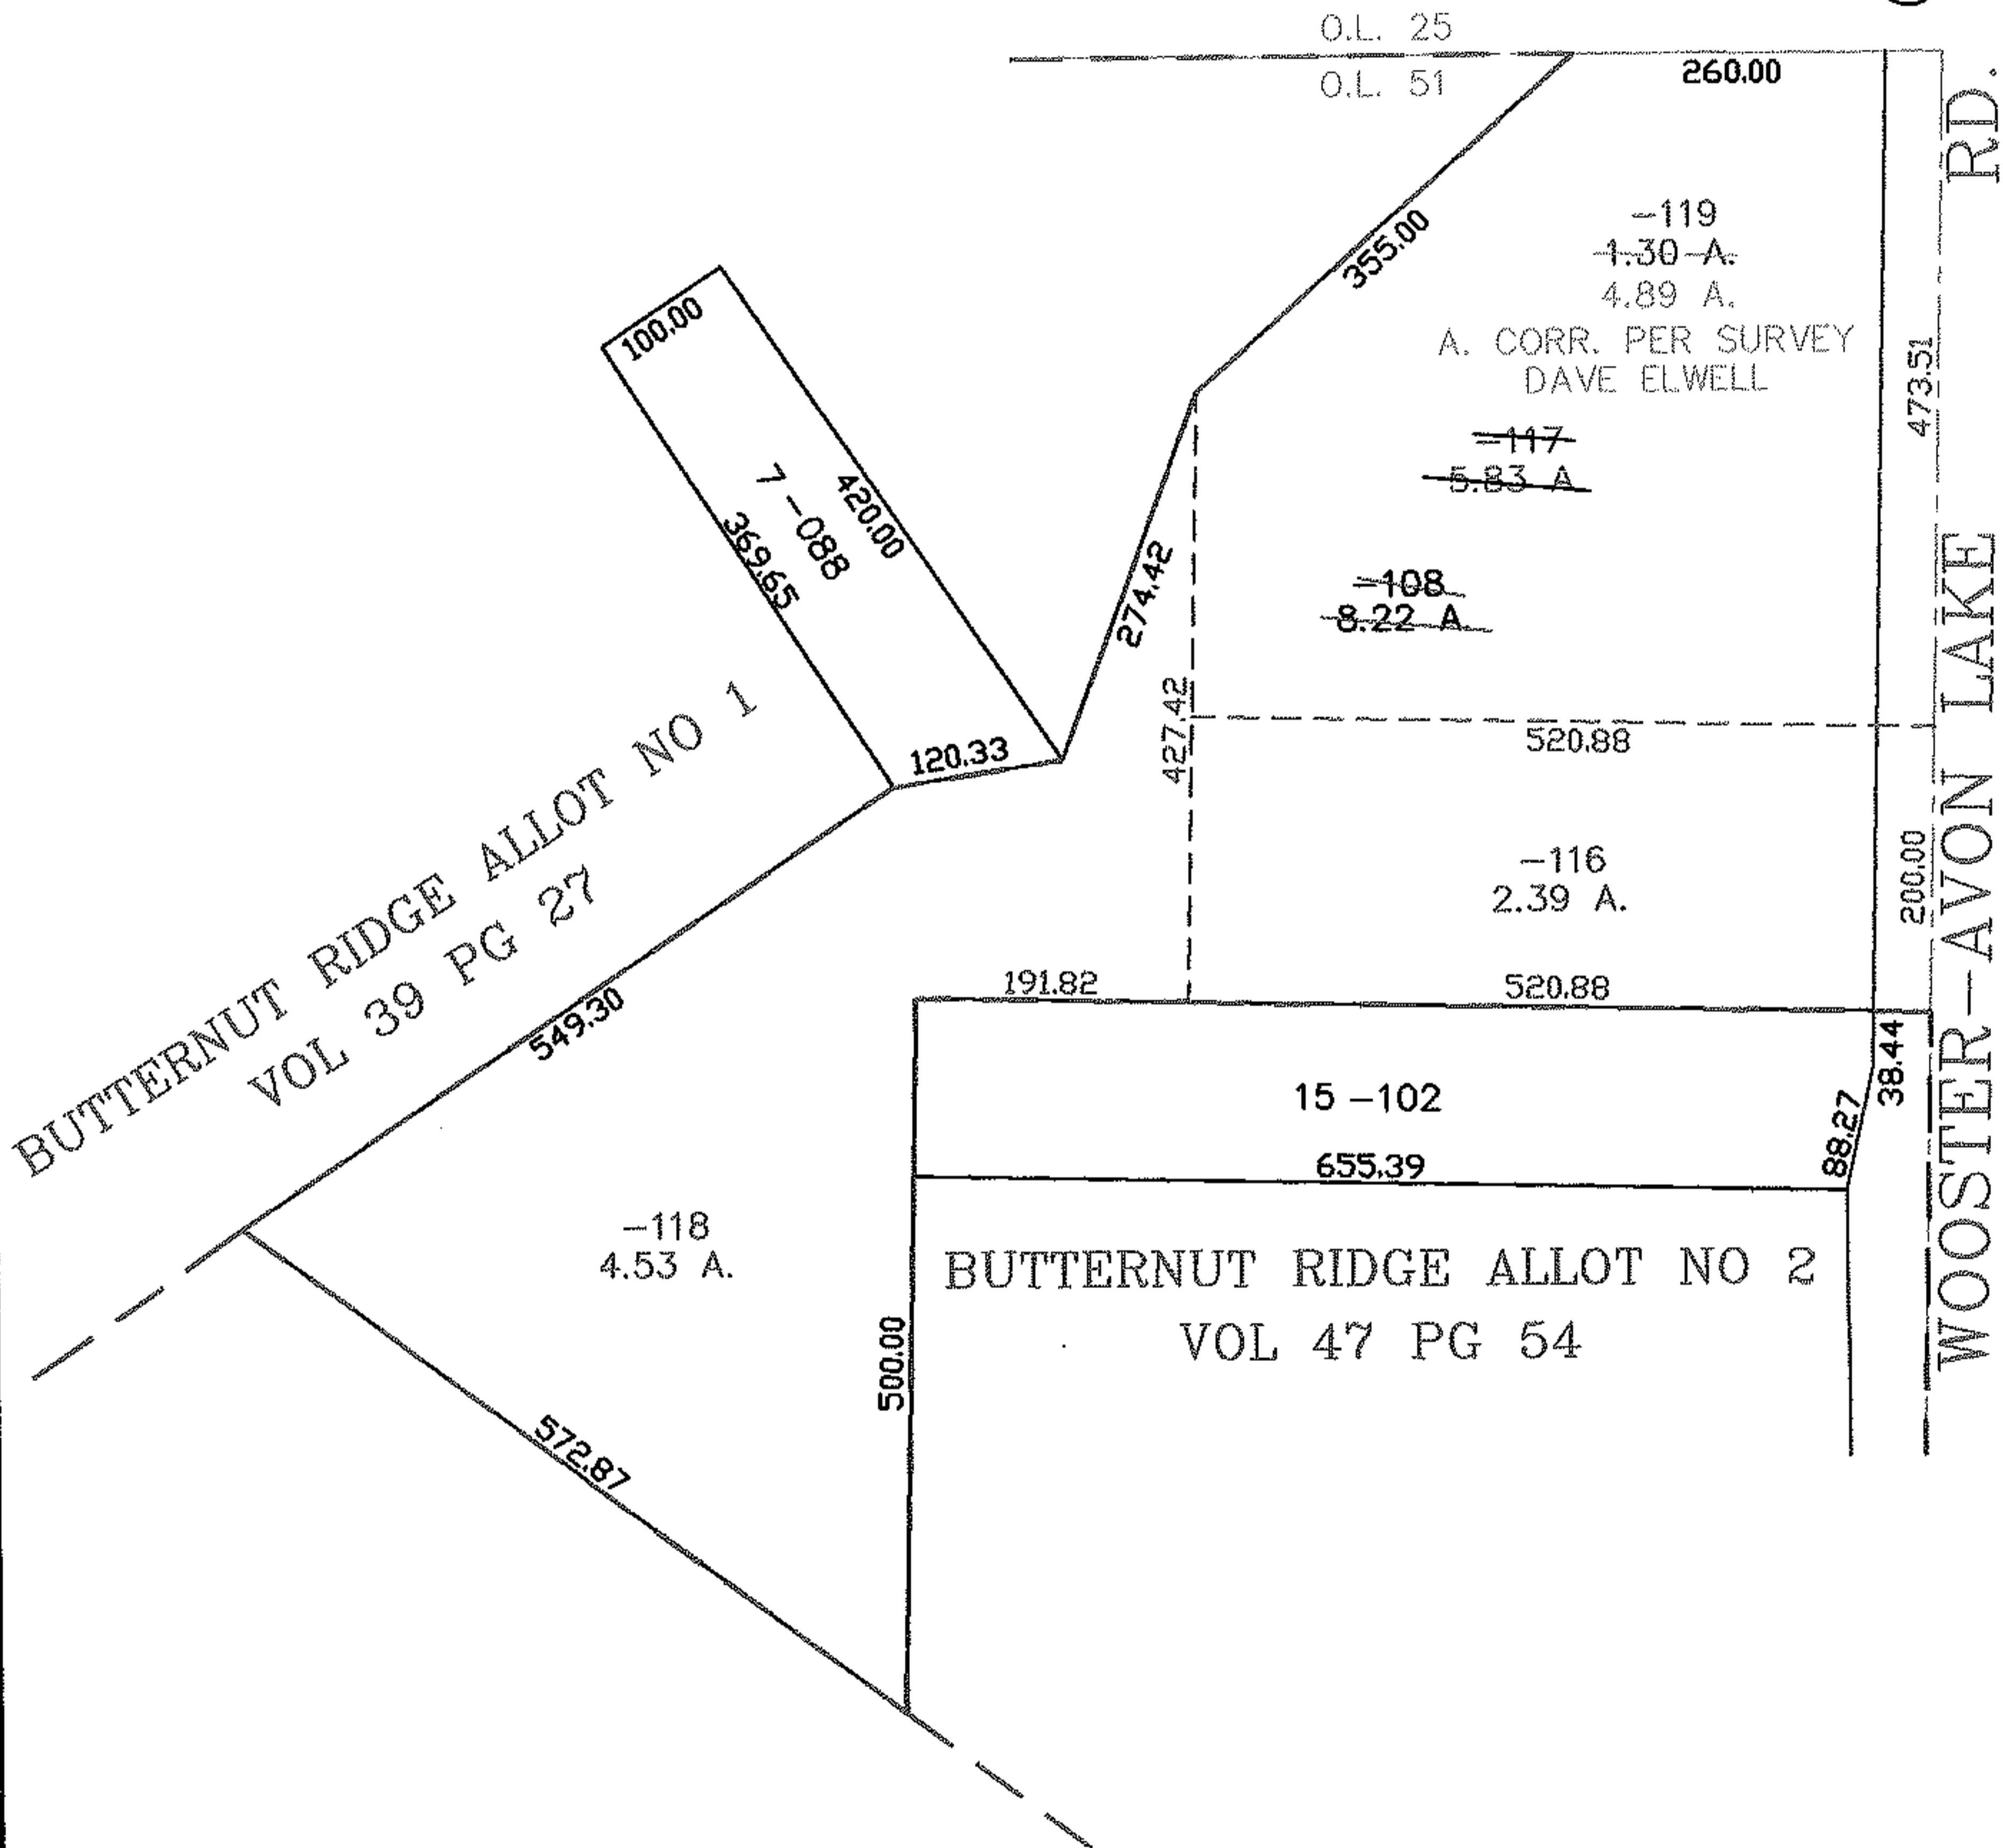 O.L. 25
O.L. 51
260.00
RD.
355.00
-119
1.30 A.
4.89 A.
A. CORR. PER SURVEY
DAVE ELWELL
473.51
-117
5.83 A
-108
8.22 A
100.00
7-088
420.00
369.65
274.42
427.42
520.88
120.33
BUTTERNUT RIDGE ALLOT NO 1
VOL 39 PG 27
549.30
-116
2.39 A.
200.00
WOOSTER-AVON LAKE
191.82
520.88
38.44
15-102
88.27
655.39
-118
4.53 A.
BUTTERNUT RIDGE ALLOT NO 2
VOL 47 PG 54
500.00
572.87